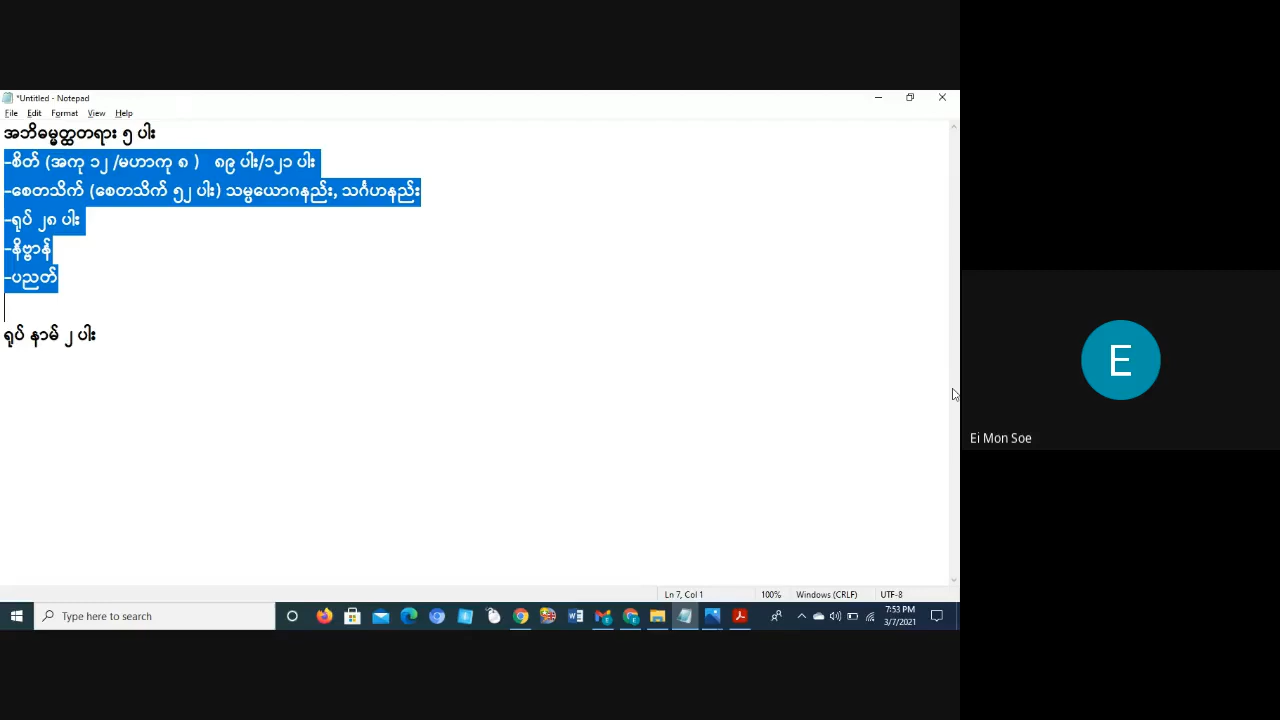 *Untitled - Notepad
File Edit Format View Help
အဘိဓမ္မတ္ထတရား ၅ ပါး
-စိတ် (အကု ၁၂ /မဟာကု ၈ ) ၈၉ ပါး/၁၂၁ ပါး
-စေတသိက် (စေတသိက် ၅၂ ပါး) သမ္ပယောဂနည်း, သင်္ဂဟနည်း
-ရုပ် ၂၈ ပါး
-နိဗ္ဗာန်
-ပညတ်
ရုပ် နာမ် ၂ ပါး
E
Ei Mon Soe
Ln 7, Col 1 100% Windows (CRLF) UTF-8
Type here to search
7:53 PM
3/7/2021